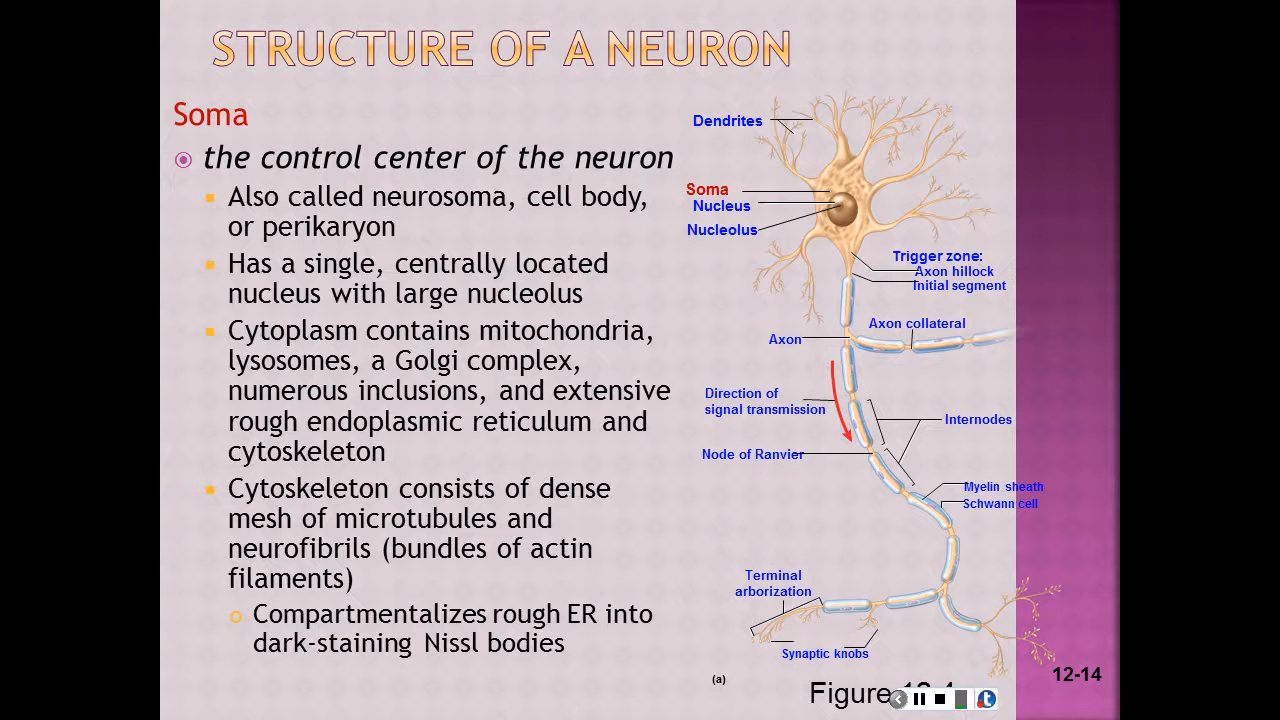 STRUCTURE OF A NEURON
Soma
the control center of the neuron
Also called neurosoma, cell body,
or perikaryon
Has a single, centrally located
nucleus with large nucleolus
Cytoplasm contains mitochondria,
lysosomes, a Golgi complex,
numerous inclusions, and extensive
rough endoplasmic reticulum and
cytoskeleton
Cytoskeleton consists of dense
mesh of microtubules and
neurofibrils (bundles of actin
filaments)
Compartmentalizes rough ER into
dark-staining Nissl bodies
Dendrites
Soma
Nucleus
Nucleolus
Trigger zone:
Axon hillock
Initial segment
Axon collateral
Axon
Direction of
signal transmission
Internodes
Node of Ranvier
Myelin sheath
Schwann cell
Terminal
arborization
Synaptic knobs
(a)
12-14
Figure